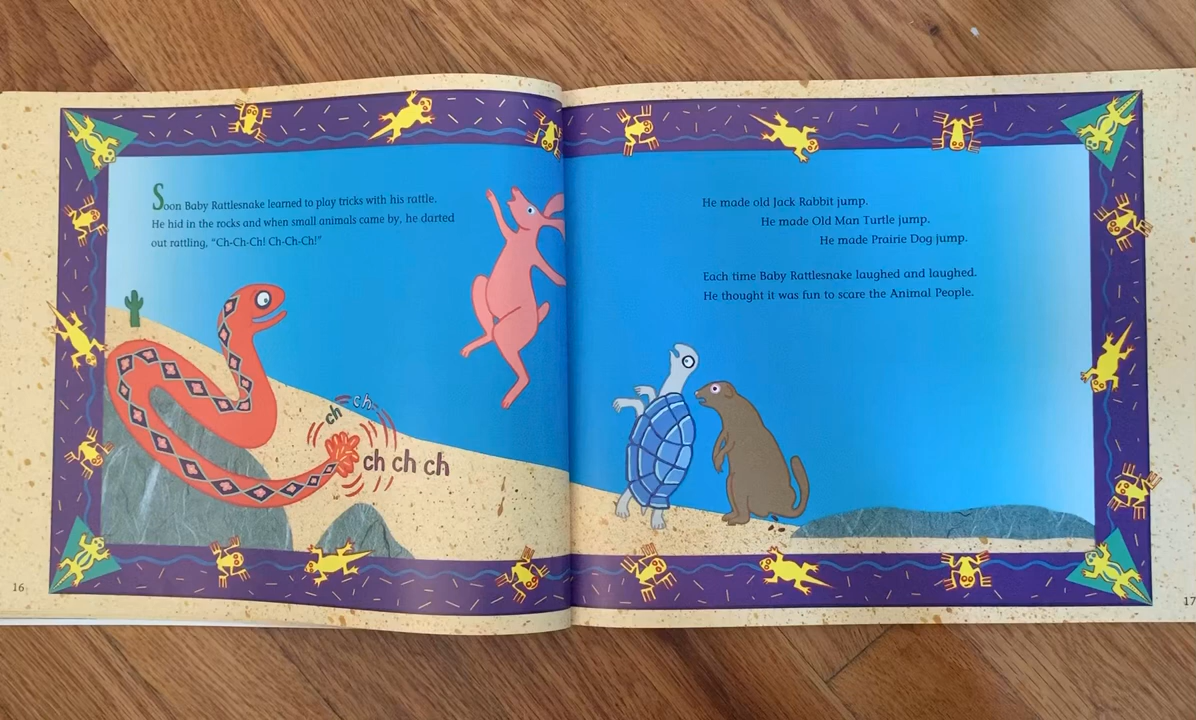 Soon Baby Rattlesnake learned to play tricks with his rattle.
He hid in the rocks and when small animals came by, he darted
out rattling, “Ch-Ch-Ch! Ch-Ch-Ch!”
ch ch
ch ch ch
16
He made old Jack Rabbit jump.
He made Old Man Turtle jump.
He made Prairie Dog jump.
Each time Baby Rattlesnake laughed and laughed.
He thought it was fun to scare the Animal People.
17